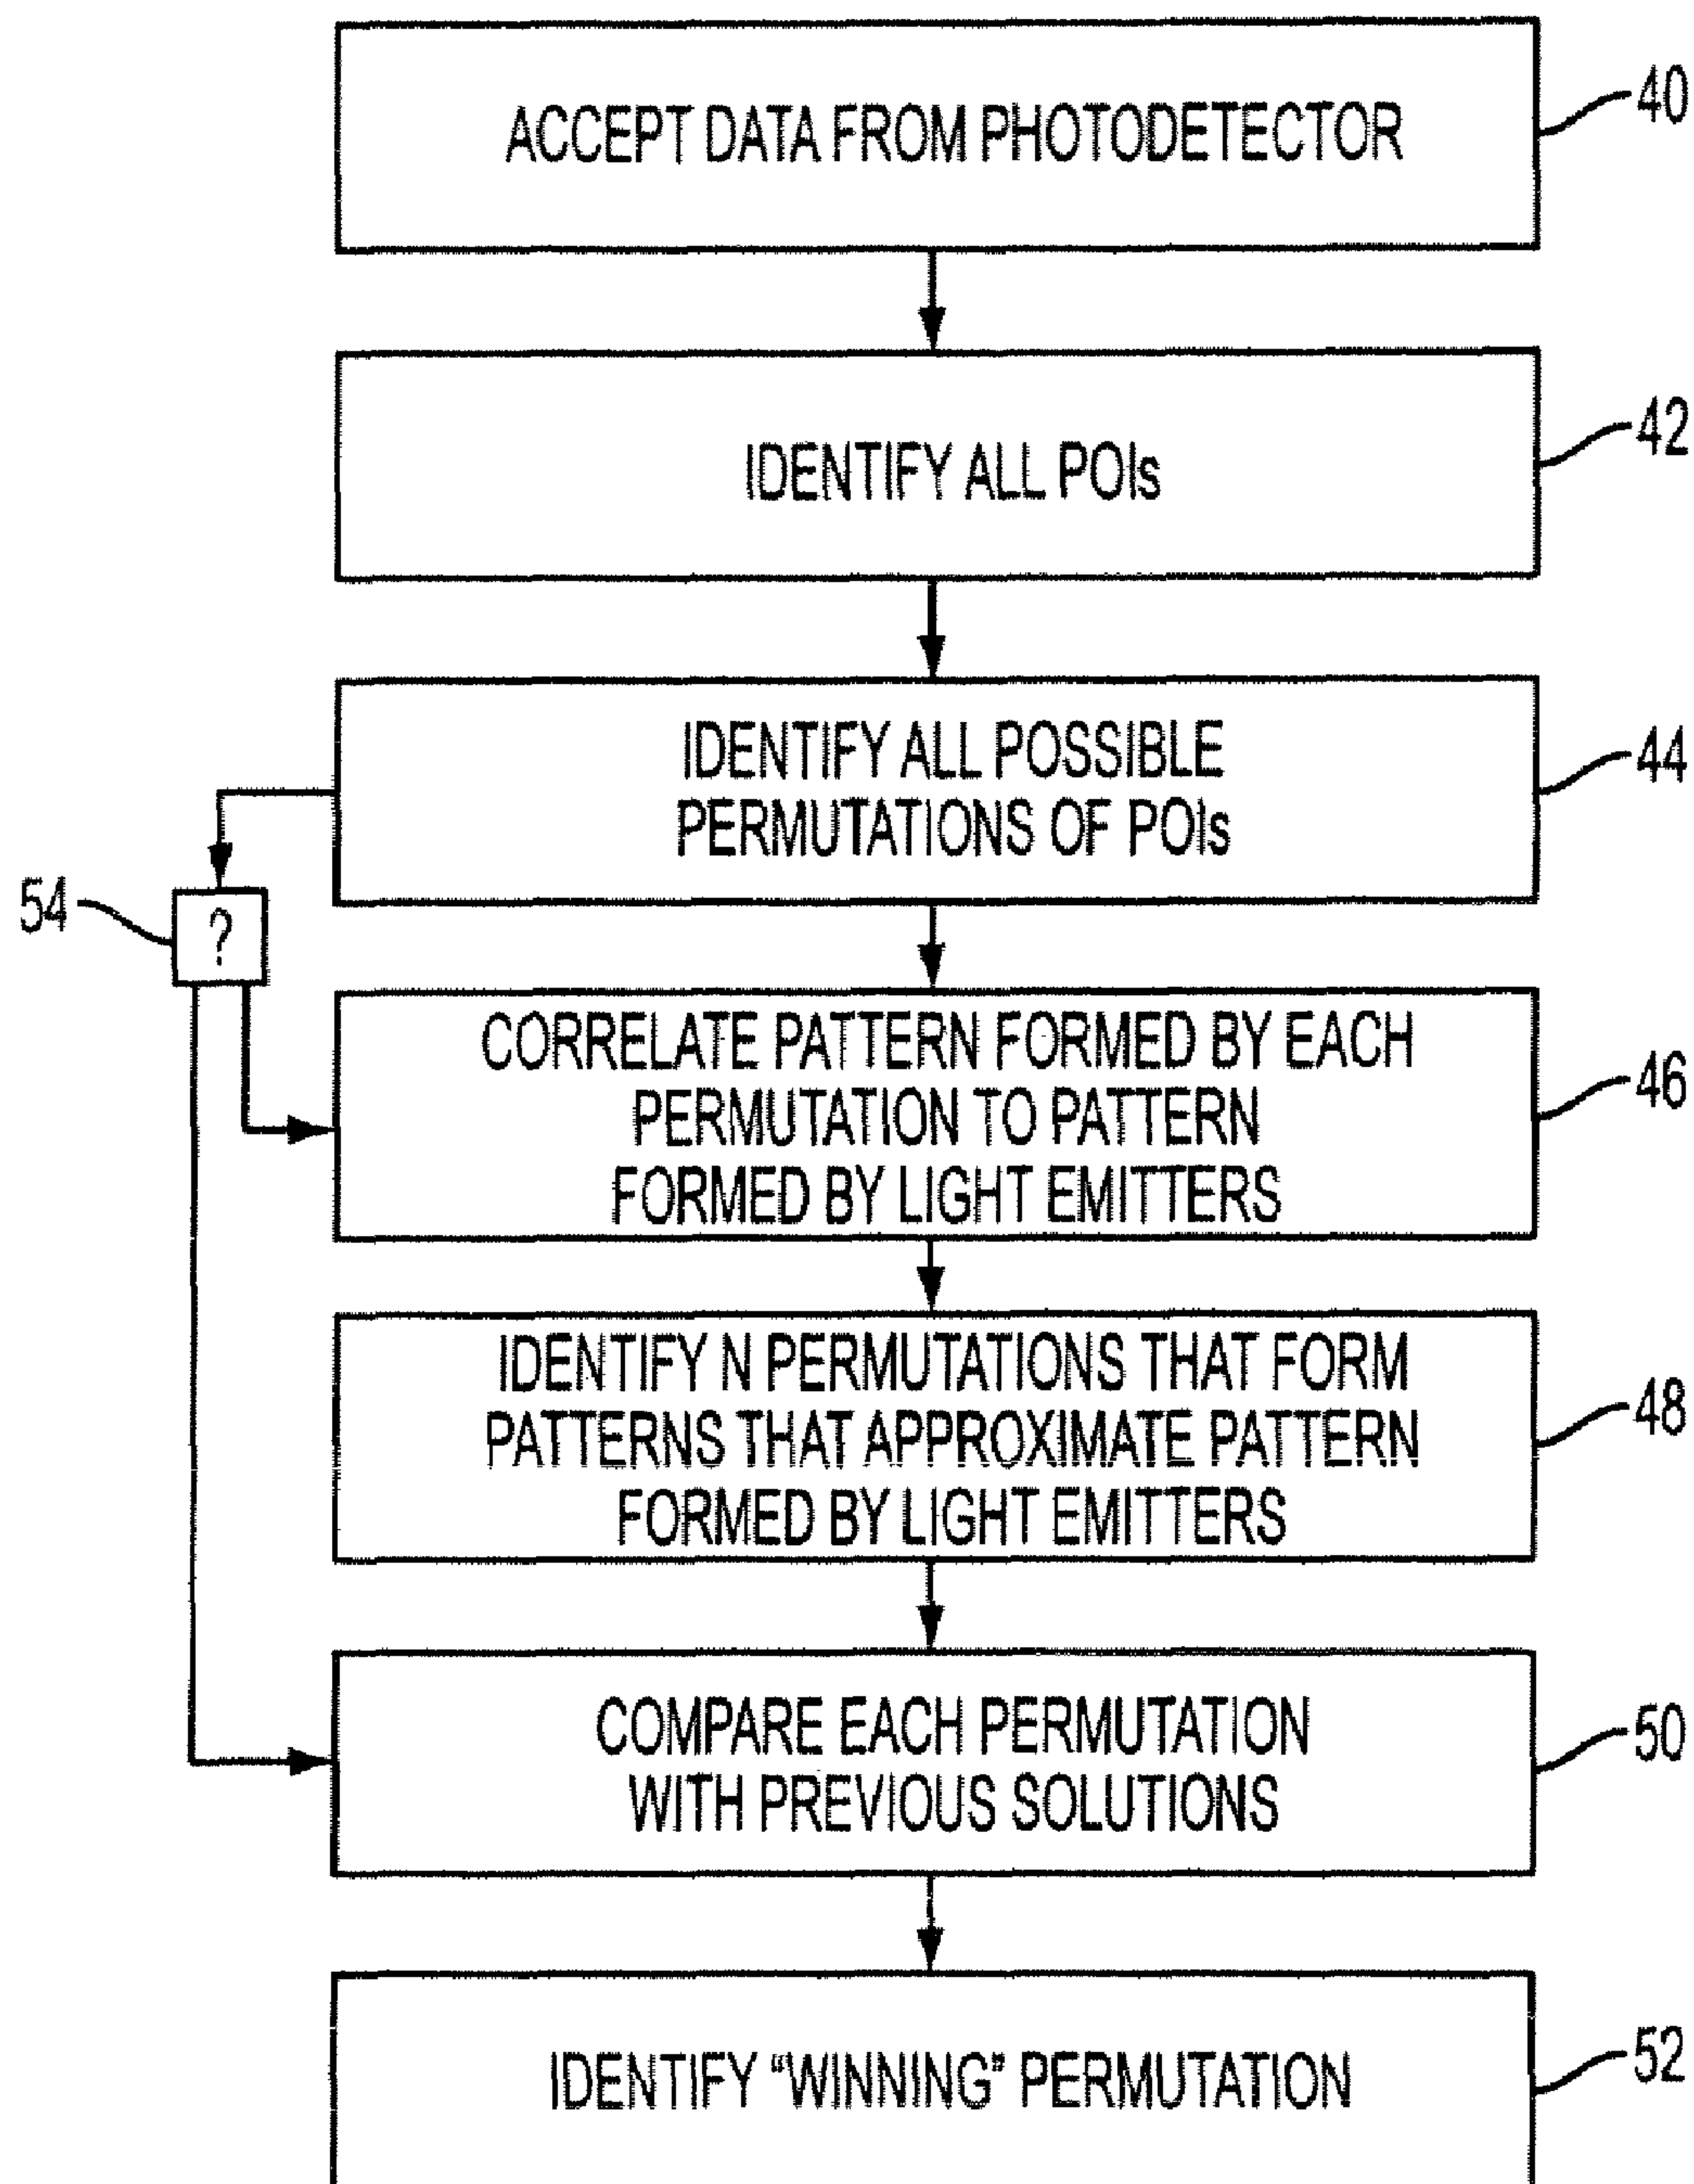 ACCEPT DATA FROM PHOTODETECTOR
40
IDENTIFY ALL POIs
42
IDENTIFY ALL POSSIBLE
PERMUTATIONS OF POIs
44
54
?
CORRELATE PATTERN FORMED BY EACH
PERMUTATION TO PATTERN
FORMED BY LIGHT EMITTERS
46
IDENTIFY N PERMUTATIONS THAT FORM
PATTERNS THAT APPROXIMATE PATTERN
FORMED BY LIGHT EMITTERS
48
COMPARE EACH PERMUTATION
WITH PREVIOUS SOLUTIONS
50
IDENTIFY "WINNING" PERMUTATION
52